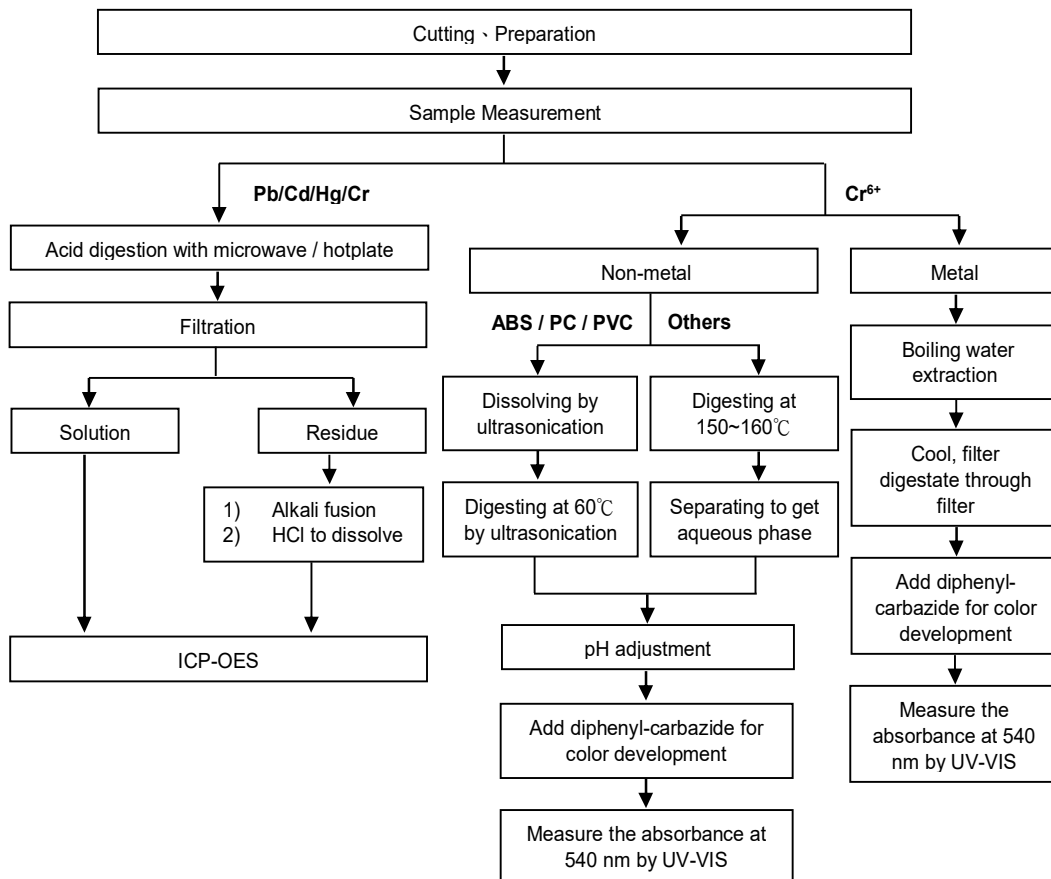 Cutting、Preparation
Sample Measurement
Pb/Cd/Hg/Cr
Cr⁶⁺
Acid digestion with microwave / hotplate
Filtration
Solution
Residue
1) Alkali fusion
2) HCl to dissolve
ICP-OES
Non-metal
ABS / PC / PVC
Others
Dissolving by
ultrasonication
Digesting at 60℃
by ultrasonication
Digesting at
150~160℃
Separating to get
aqueous phase
pH adjustment
Add diphenyl-carbazide for
color development
Measure the absorbance at
540 nm by UV-VIS
Metal
Boiling water
extraction
Cool, filter
digestate through
filter
Add diphenyl-
carbazide for color
development
Measure the
absorbance at 540
nm by UV-VIS